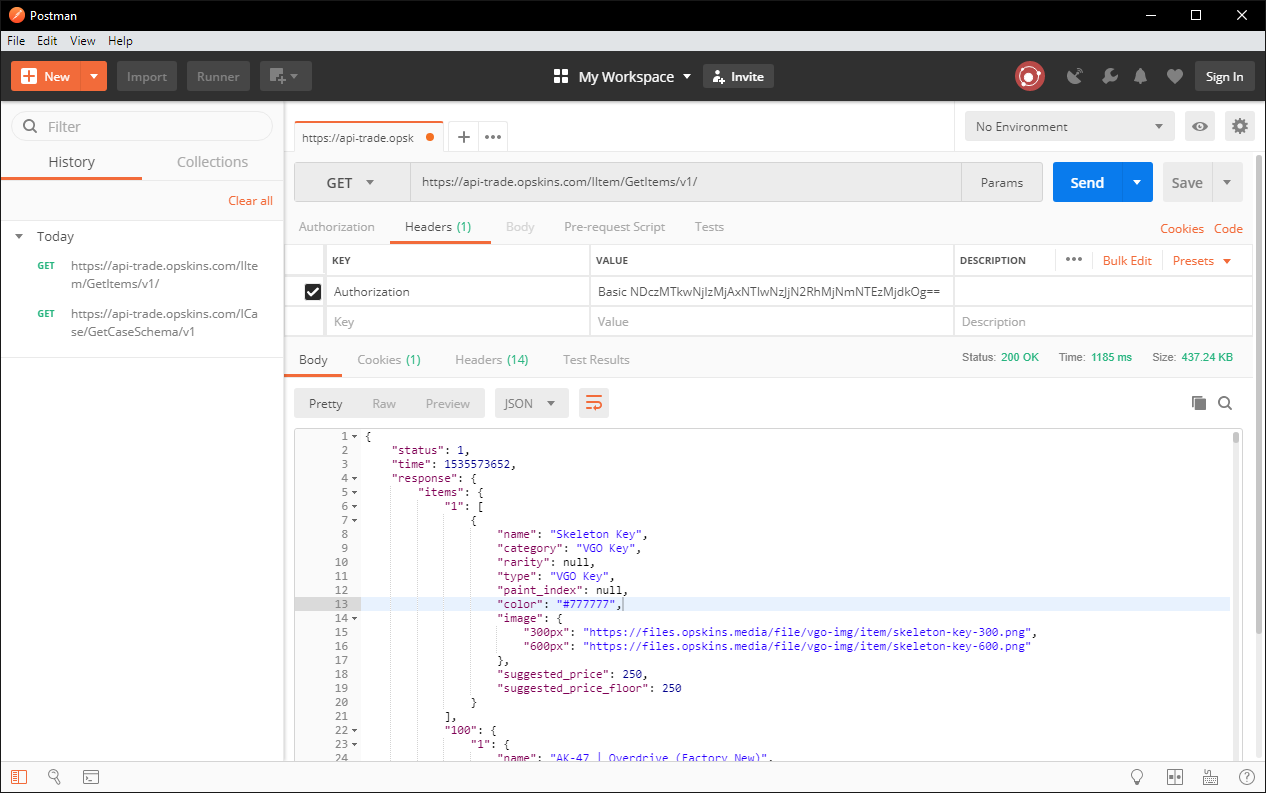 Postman
File Edit View Help
New Import Runner My Workspace Invite Sign In
Filter
History Collections
Clear all
Today
GET https://api-trade.opskins.com/IIte
m/GetItems/v1/
GET https://api-trade.opskins.com/ICa
se/GetCaseSchema/v1
https://api-trade.opsk
No Environment
GET https://api-trade.opskins.com/IItem/GetItems/v1/ Params Send Save
Authorization Headers (1) Body Pre-request Script Tests Cookies Code
KEY VALUE DESCRIPTION Bulk Edit Presets
Authorization Basic NDczMTkwNjIzMjAxNTIwNzJjN2RhMjNmNTEzMjdkOg==
Key Value Description
Body Cookies (1) Headers (14) Test Results Status: 200 OK Time: 1185 ms Size: 437.24 KB
Pretty Raw Preview JSON
1 {
2 "status": 1,
3 "time": 1535573652,
4 "response": {
5 "items": {
6 "1": [
7 {
8 "name": "Skeleton Key",
9 "category": "VGO Key",
10 "rarity": null,
11 "type": "VGO Key",
12 "paint_index": null,
13 "color": "#777777",
14 "image": {
15 "300px": "https://files.opskins.media/file/vgo-img/item/skeleton-key-300.png",
16 "600px": "https://files.opskins.media/file/vgo-img/item/skeleton-key-600.png"
17 },
18 "suggested_price": 250,
19 "suggested_price_floor": 250
20 }
21 ],
22 "100": {
23 "1": {
24 "name": "AK-47 | Overdrive (Factory New)",